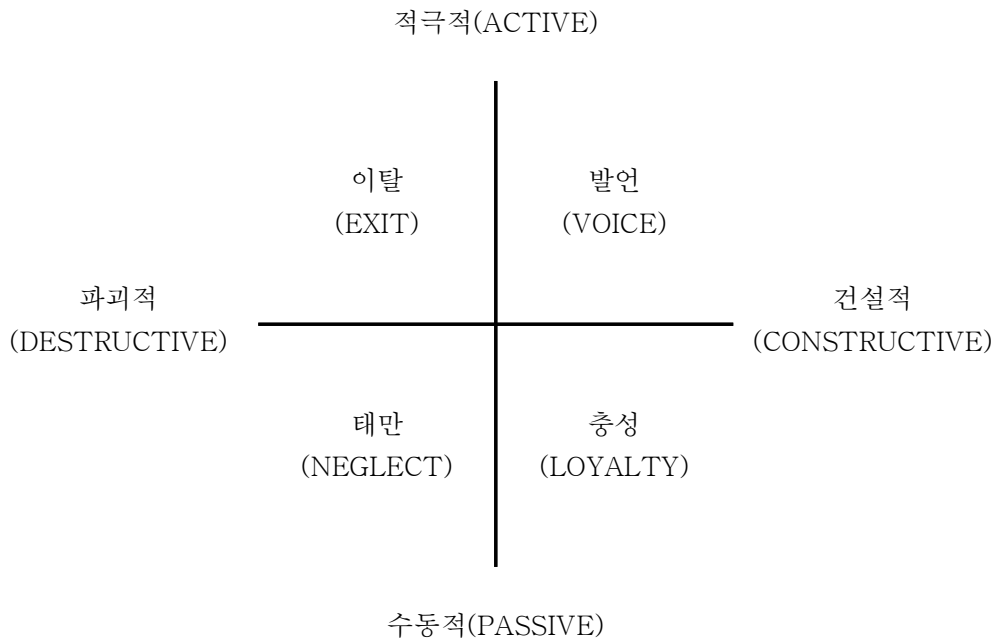 적극적(ACTIVE)
이탈
(EXIT)
발언
(VOICE)
파괴적
(DESTRUCTIVE)
건설적
(CONSTRUCTIVE)
태만
(NEGLECT)
충성
(LOYALTY)
수동적(PASSIVE)